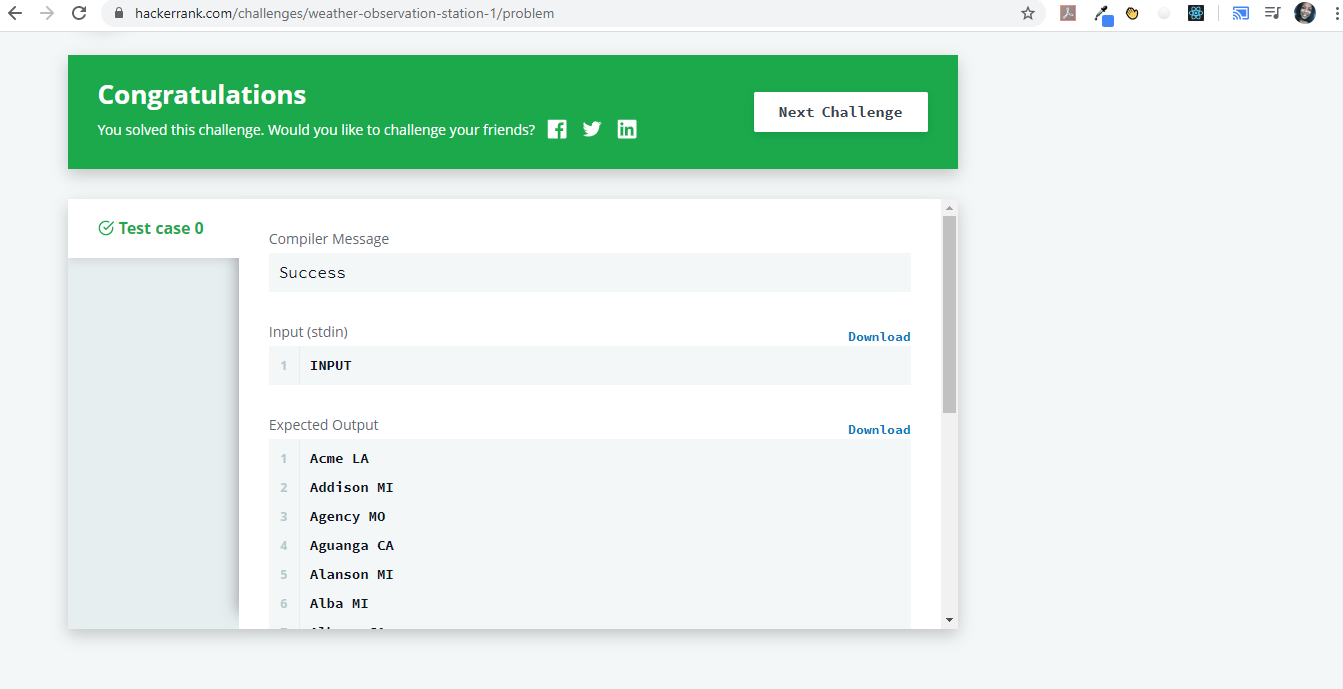 hackerrank.com/challenges/weather-observation-station-1/problem
Congratulations
You solved this challenge. Would you like to challenge your friends?
Next Challenge
Test case 0
Compiler Message
Success
Input (stdin)
Download
1 INPUT
Expected Output
Download
1 Acme LA
2 Addison MI
3 Agency MO
4 Aguanga CA
5 Alanson MI
6 Alba MI